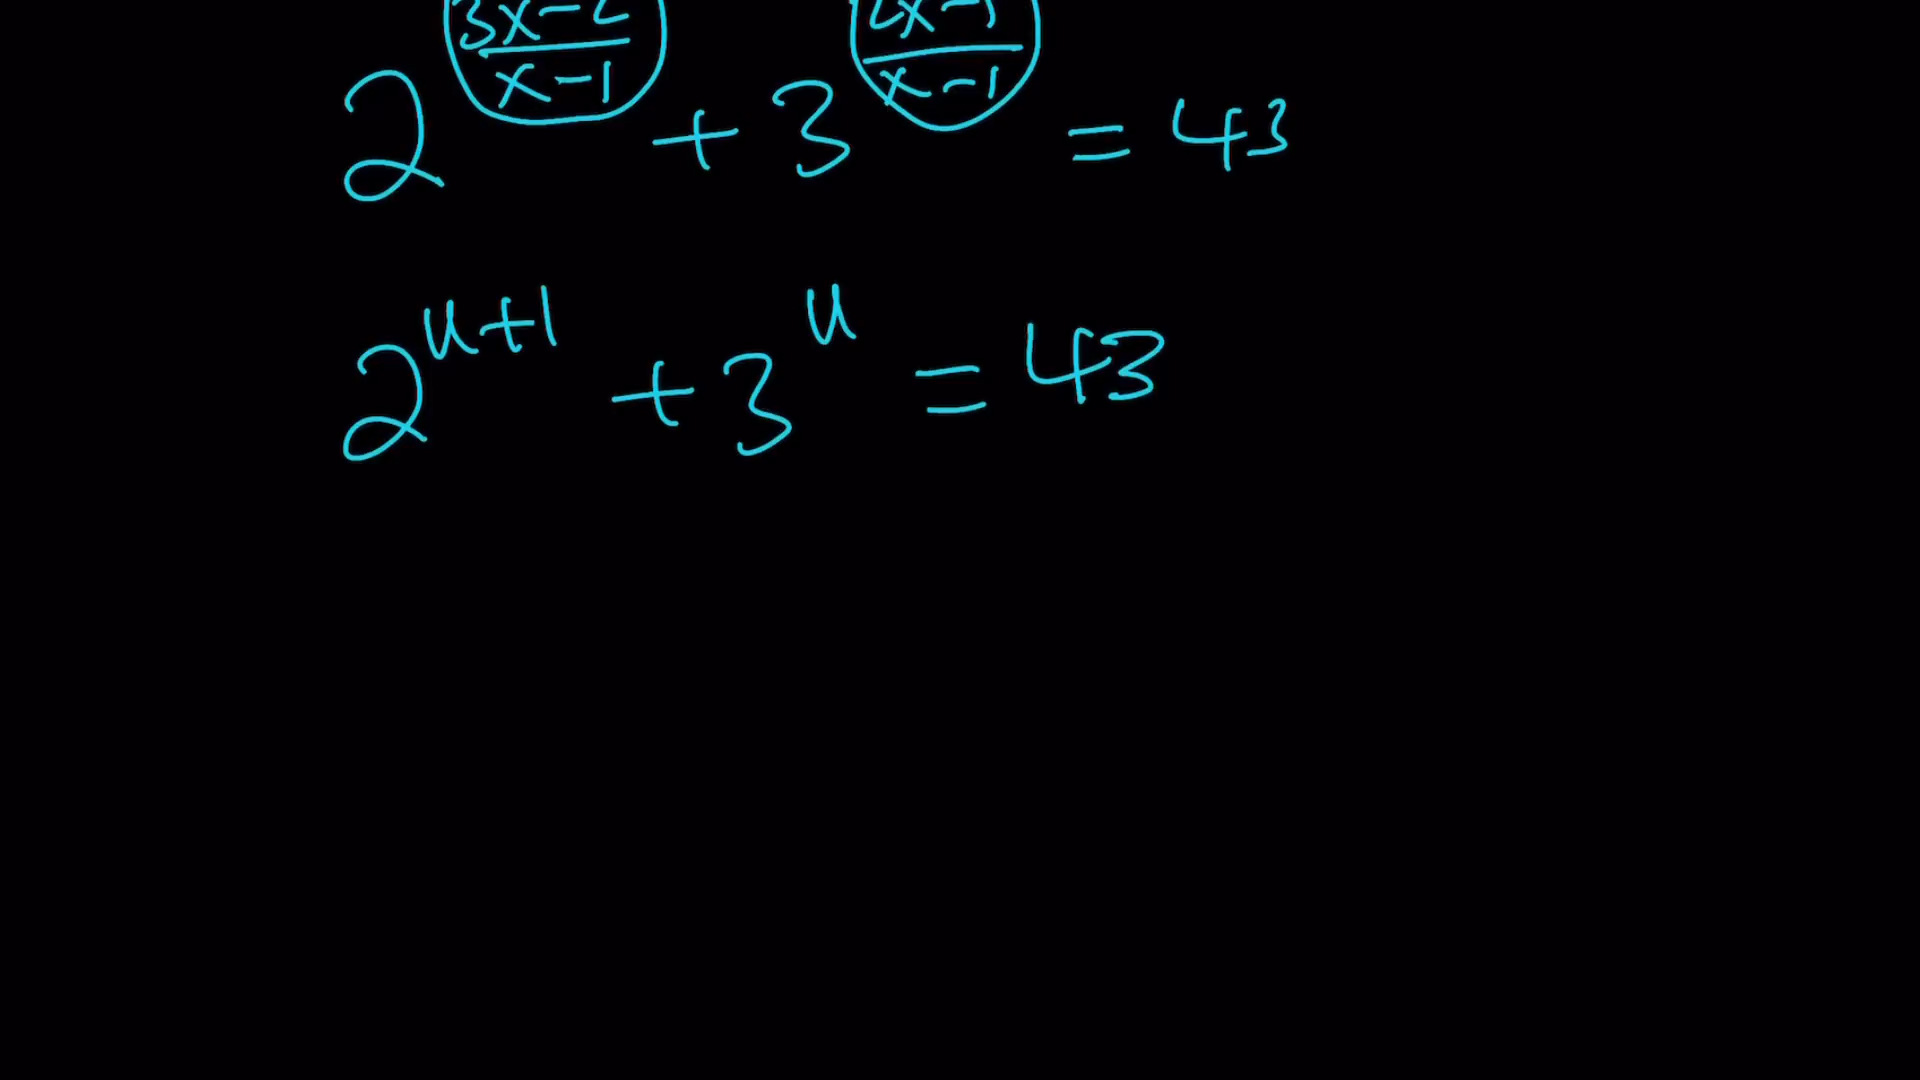 2^((3x-2)/(x-1)) + 3^((2x-1)/(x-1)) = 43
2^(u+1) + 3^u = 43